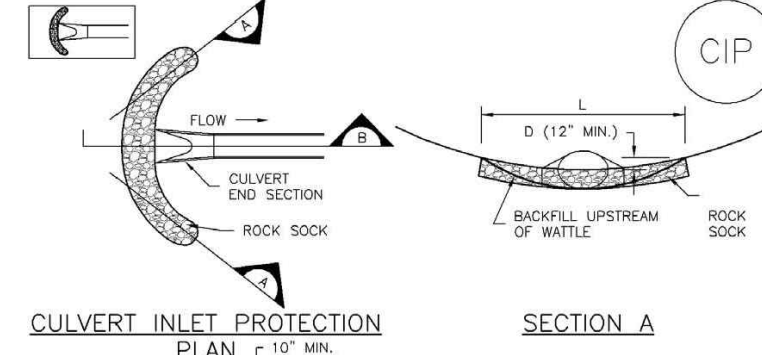 A
CIP
FLOW
B
L
D (12" MIN.)
CULVERT
END SECTION
ROCK SOCK
BACKFILL UPSTREAM
OF WATTLE
ROCK
SOCK
A
CULVERT INLET PROTECTION
PLAN
10" MIN.
SECTION A